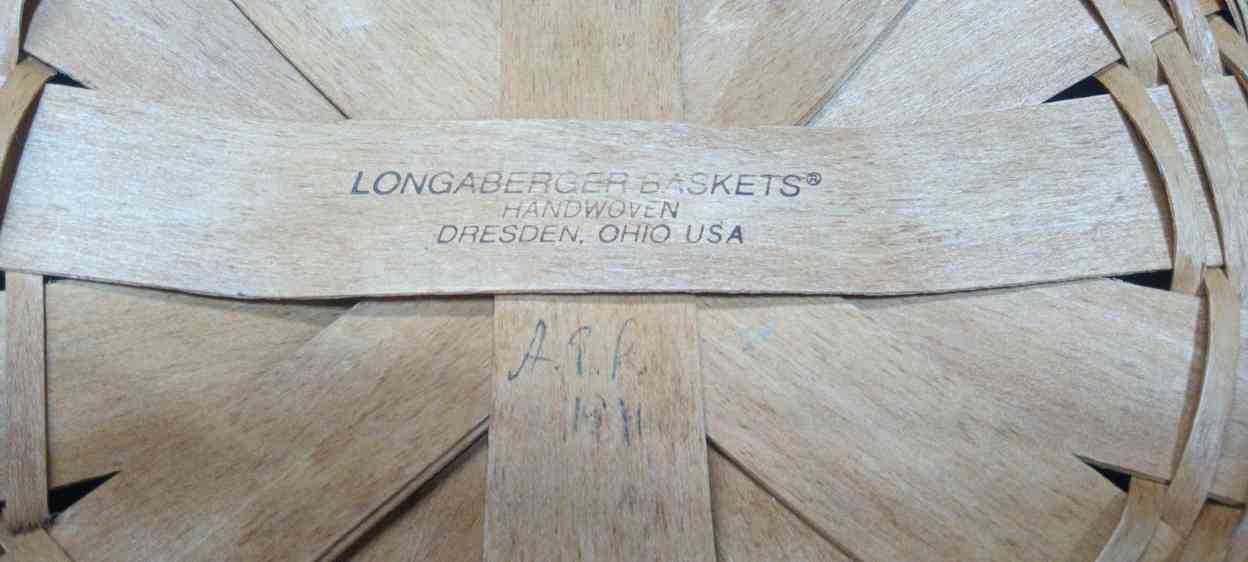 LONGABERGER BASKETS®
HANDWOVEN
DRESDEN, OHIO USA